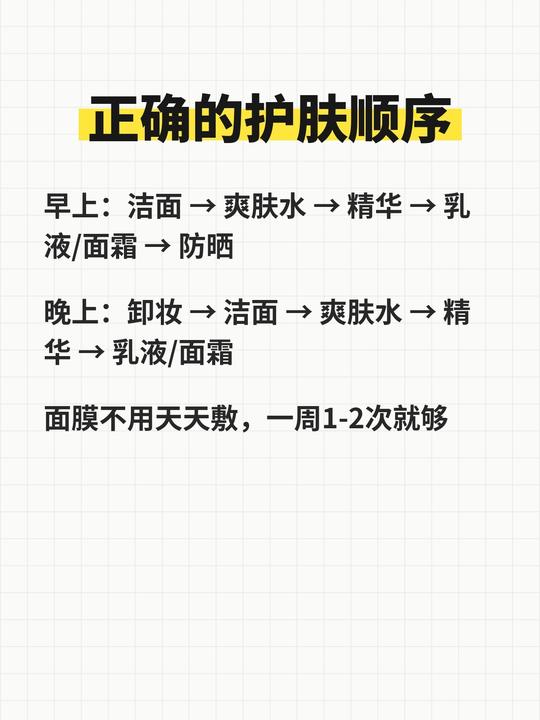 正确的护肤顺序
早上：洁面 → 爽肤水 → 精华 → 乳
液/面霜 → 防晒
晚上：卸妆 → 洁面 → 爽肤水 → 精
华 → 乳液/面霜
面膜不用天天敷，一周1-2次就够